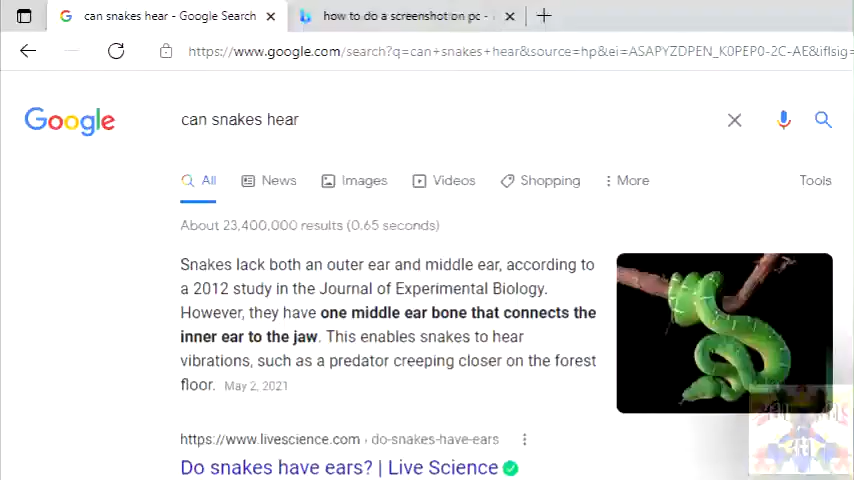 can snakes hear - Google Search
how to do a screenshot on pc -
https://www.google.com/search?q=can+snakes+hear&source=hp&ei=ASAPYZDPEN_K0PEP0-2C-AE&iflsig=
Google
can snakes hear
All
News
Images
Videos
Shopping
More
Tools
About 23,400,000 results (0.65 seconds)
Snakes lack both an outer ear and middle ear, according to
a 2012 study in the Journal of Experimental Biology.
However, they have one middle ear bone that connects the
inner ear to the jaw. This enables snakes to hear
vibrations, such as a predator creeping closer on the forest
floor. May 2, 2021
https://www.livescience.com › do-snakes-have-ears
Do snakes have ears? | Live Science